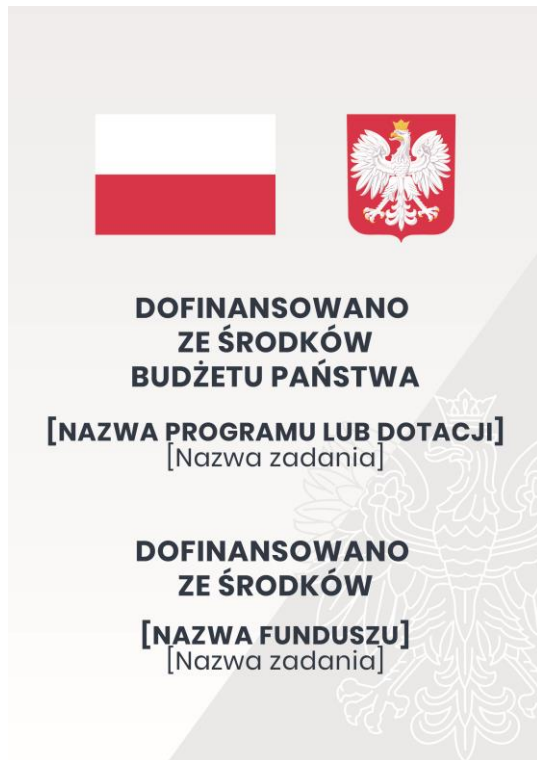 DOFINANSOWANO
ZE ŚRODKÓW
BUDŻETU PAŃSTWA
[NAZWA PROGRAMU LUB DOTACJI]
[Nazwa zadania]
DOFINANSOWANO
ZE ŚRODKÓW
[NAZWA FUNDUSZU]
[Nazwa zadania]